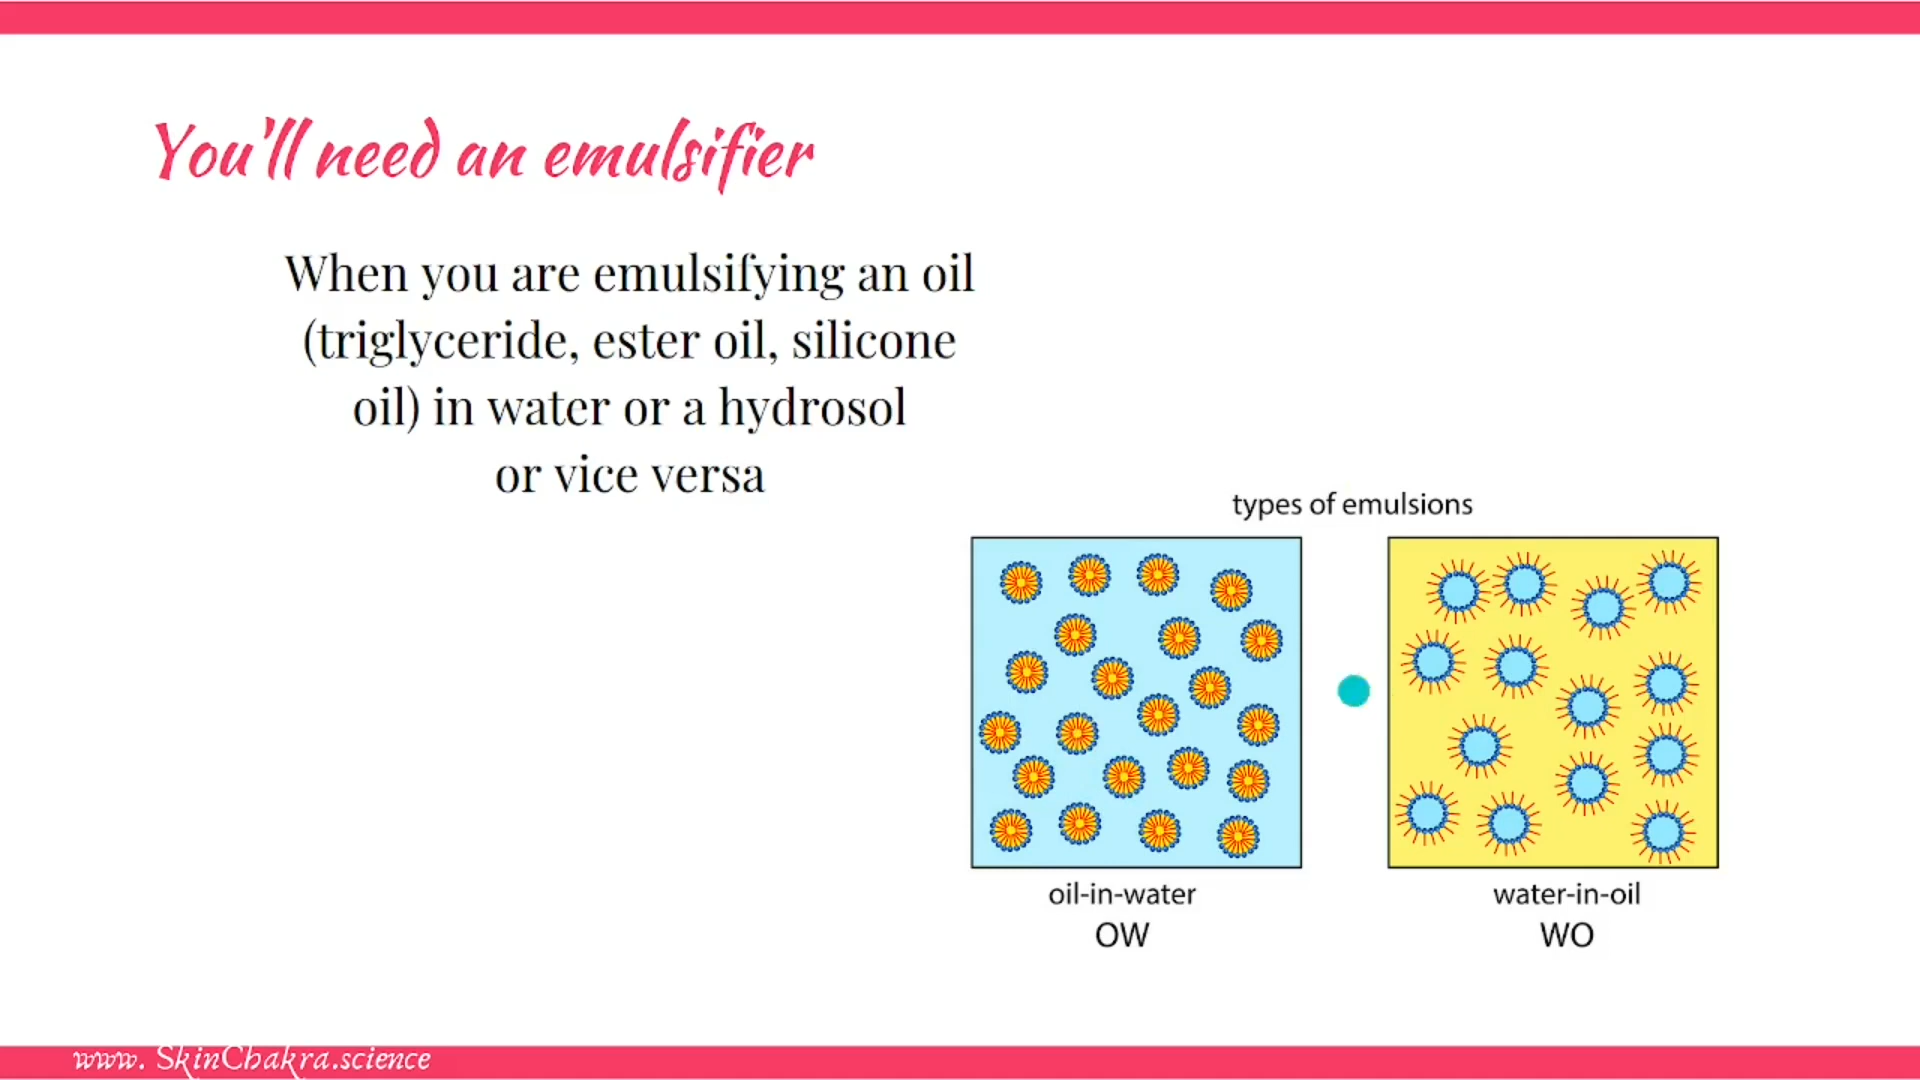 You'll need an emulsifier
When you are emulsifying an oil
(triglyceride, ester oil, silicone
oil) in water or a hydrosol
or vice versa
types of emulsions
oil-in-water
OW
water-in-oil
WO
www. SkinChakra.science